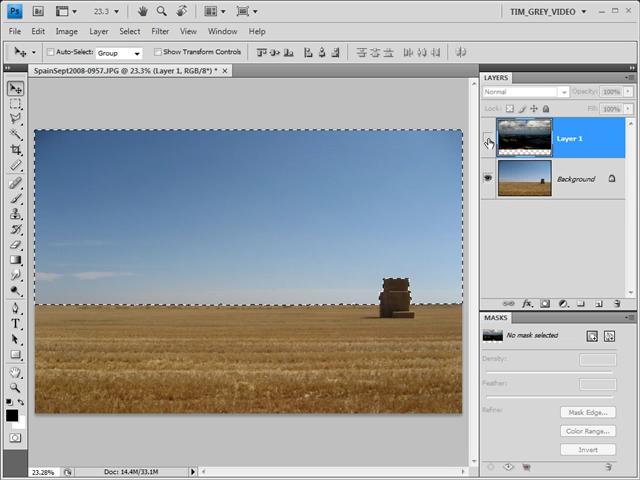 Ps
23.3
TIM_GREY_VIDEO
File Edit Image Layer Select Filter View Window Help
Auto-Select: Group Show Transform Controls
SpainSept2008-0957.JPG @ 23.3% (Layer 1, RGB/8*) *
LAYERS
Normal Opacity: 100%
Lock: Fill: 100%
Layer 1
Background
fx
MASKS
No mask selected
Density:
Feather:
Refine: Mask Edge...
Color Range...
Invert
T
23.28% Doc: 14.4M/33.1M